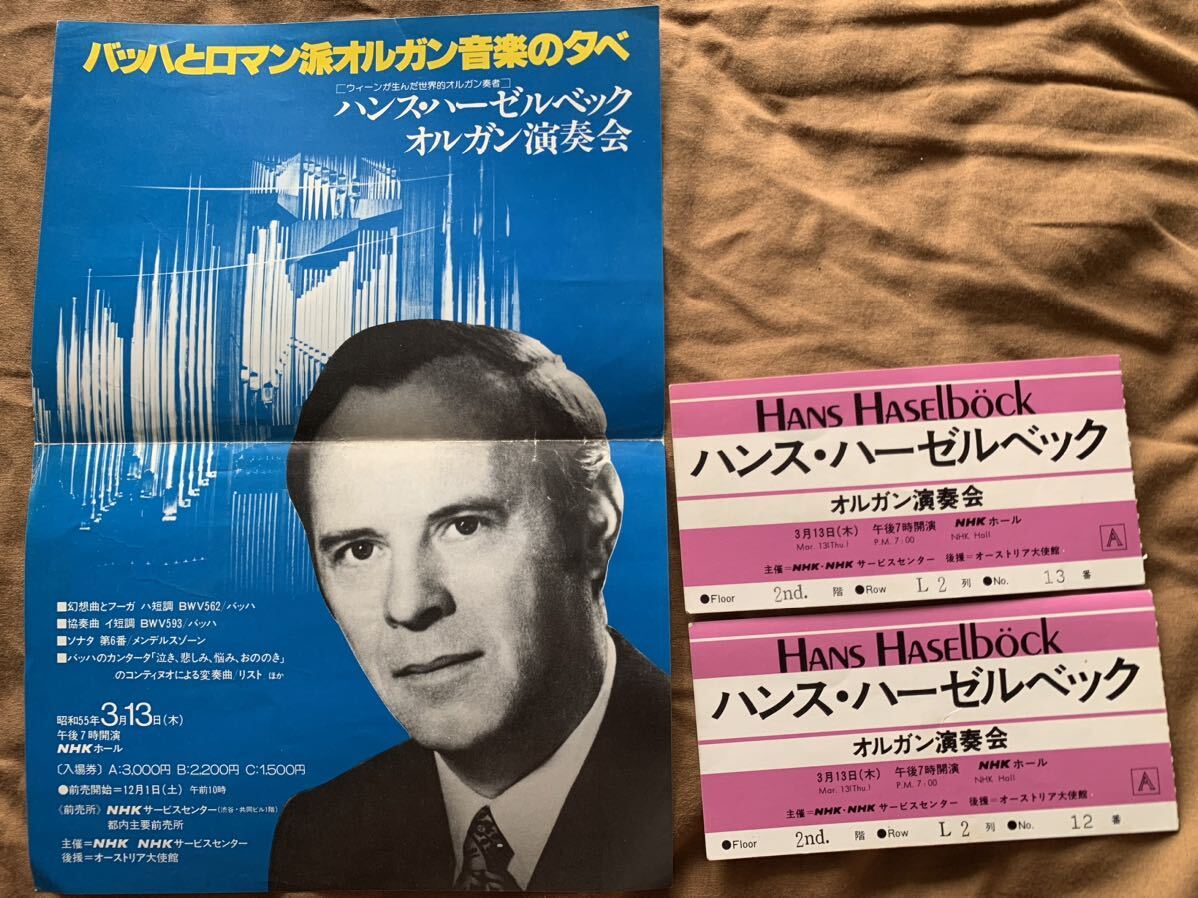 バッハとロマン派オルガン音楽の夕べ
ウィーンが生んだ世界的オルガン奏者
ハンス・ハーゼルベック
オルガン演奏会
■幻想曲とフーガ ハ短調 BWV562/バッハ
■協奏曲 イ短調 BWV593/バッハ
■ソナタ 第6番/メンデルスゾーン
■バッハのカンタータ「泣き、悲しみ、悩み、おののき」
のコンティヌオによる変奏曲/リスト ほか
昭和55年3月13日(木)
午後7時開演
NHKホール
〔入場券〕 A:3,000円 B:2,200円 C:1,500円
●前売開始=12月1日(土) 午前10時
《前売所》NHKサービスセンター(渋谷・共同ビル1階)
都内主要前売所
主催=NHK NHKサービスセンター
後援=オーストリア大使館
HANS HASElböck
ハンス・ハーゼルベック
オルガン演奏会
3月13日(木) 午後7時開演 NHKホール
Mar. 13(Thu.) P.M. 7:00 NHK Hall
主催=NHK・NHKサービスセンター 後援=オーストリア大使館
A
●Floor 2nd. 階 ●Row L 2 列 ●No. 13 番
HANS HASElböck
ハンス・ハーゼルベック
オルガン演奏会
3月13日(木) 午後7時開演 NHKホール
Mar. 13(Thu.) P.M. 7:00 NHK Hall
主催=NHK・NHKサービスセンター 後援=オーストリア大使館
A
●Floor 2nd. 階 ●Row L 2 列 ●No. 12 番